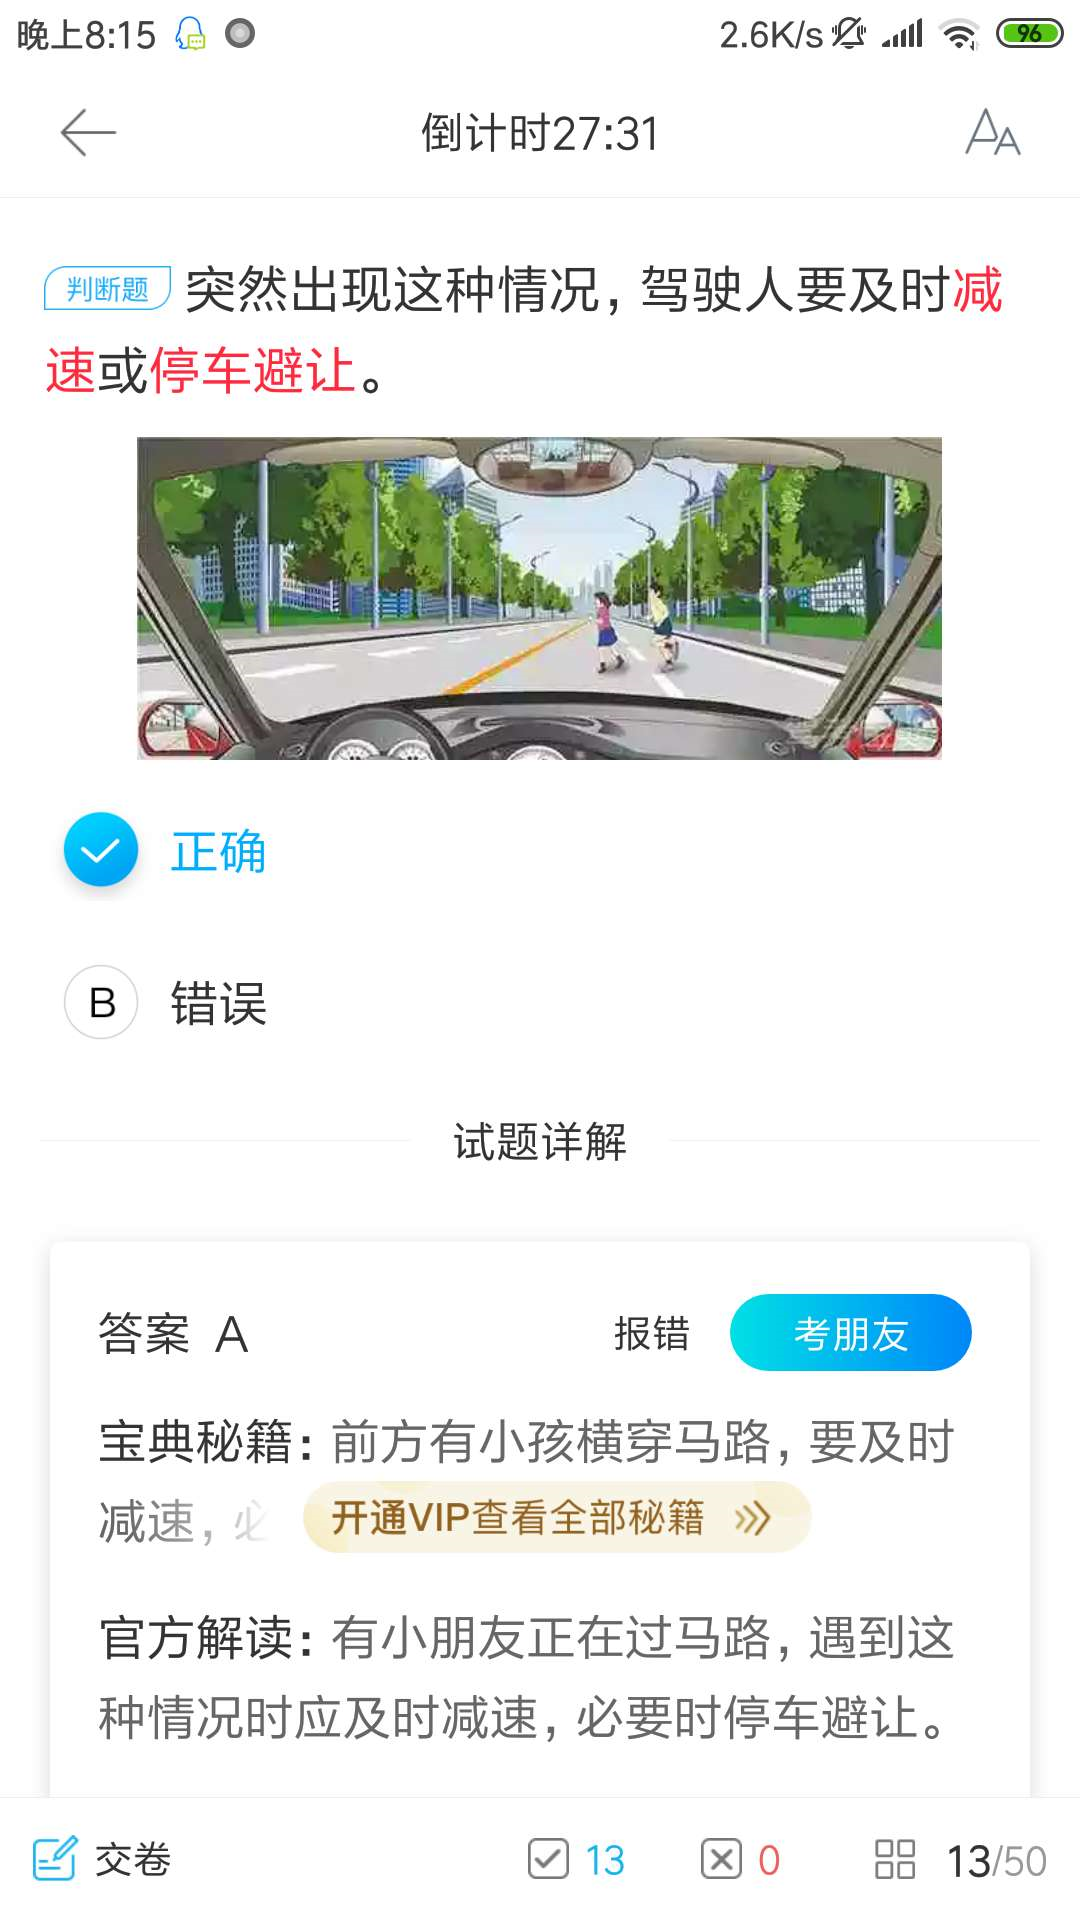 晚上8:15
2.6K/s
96
倒计时27:31
判断题 突然出现这种情况，驾驶人要及时减
速或停车避让。
正确
B 错误
试题详解
答案 A 报错 考朋友
宝典秘籍：前方有小孩横穿马路，要及时
减速，必 开通VIP查看全部秘籍
官方解读：有小朋友正在过马路，遇到这
种情况时应及时减速，必要时停车避让。
交卷 13 0 13/50